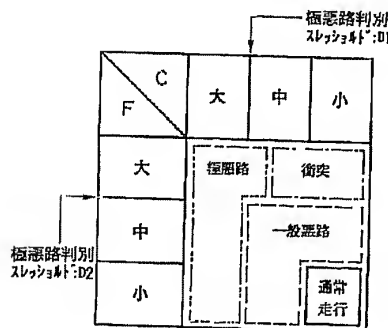 極悪路判別
スレッショルド:D1
C
F
大
中
小
大
極悪路
衝突
極悪路判別
スレッショルド:D2
中
一般悪路
小
通常
走行